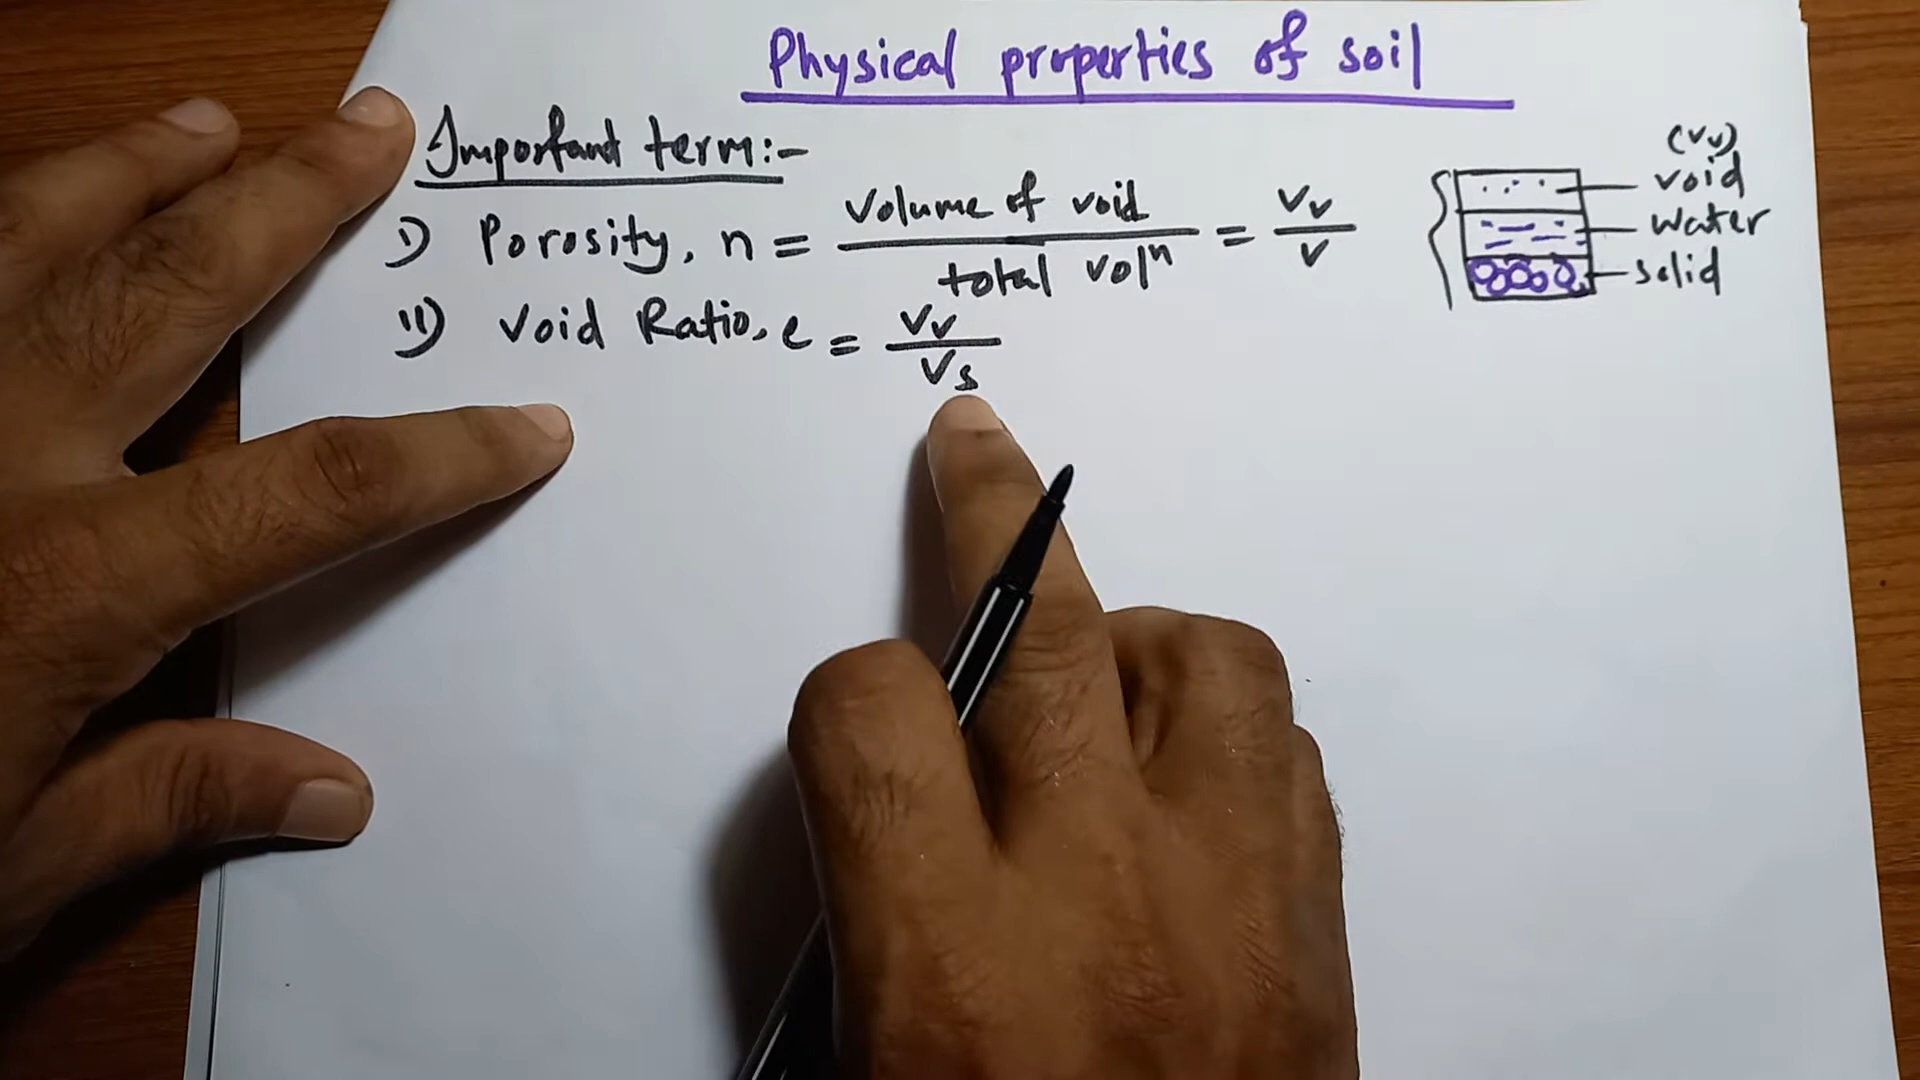 Physical properties of soil
Important term:-
i) Porosity, n = Volume of void / total volⁿ = Vv / V
ii) Void Ratio, e = Vv / Vs
(Vv)
void
water
solid